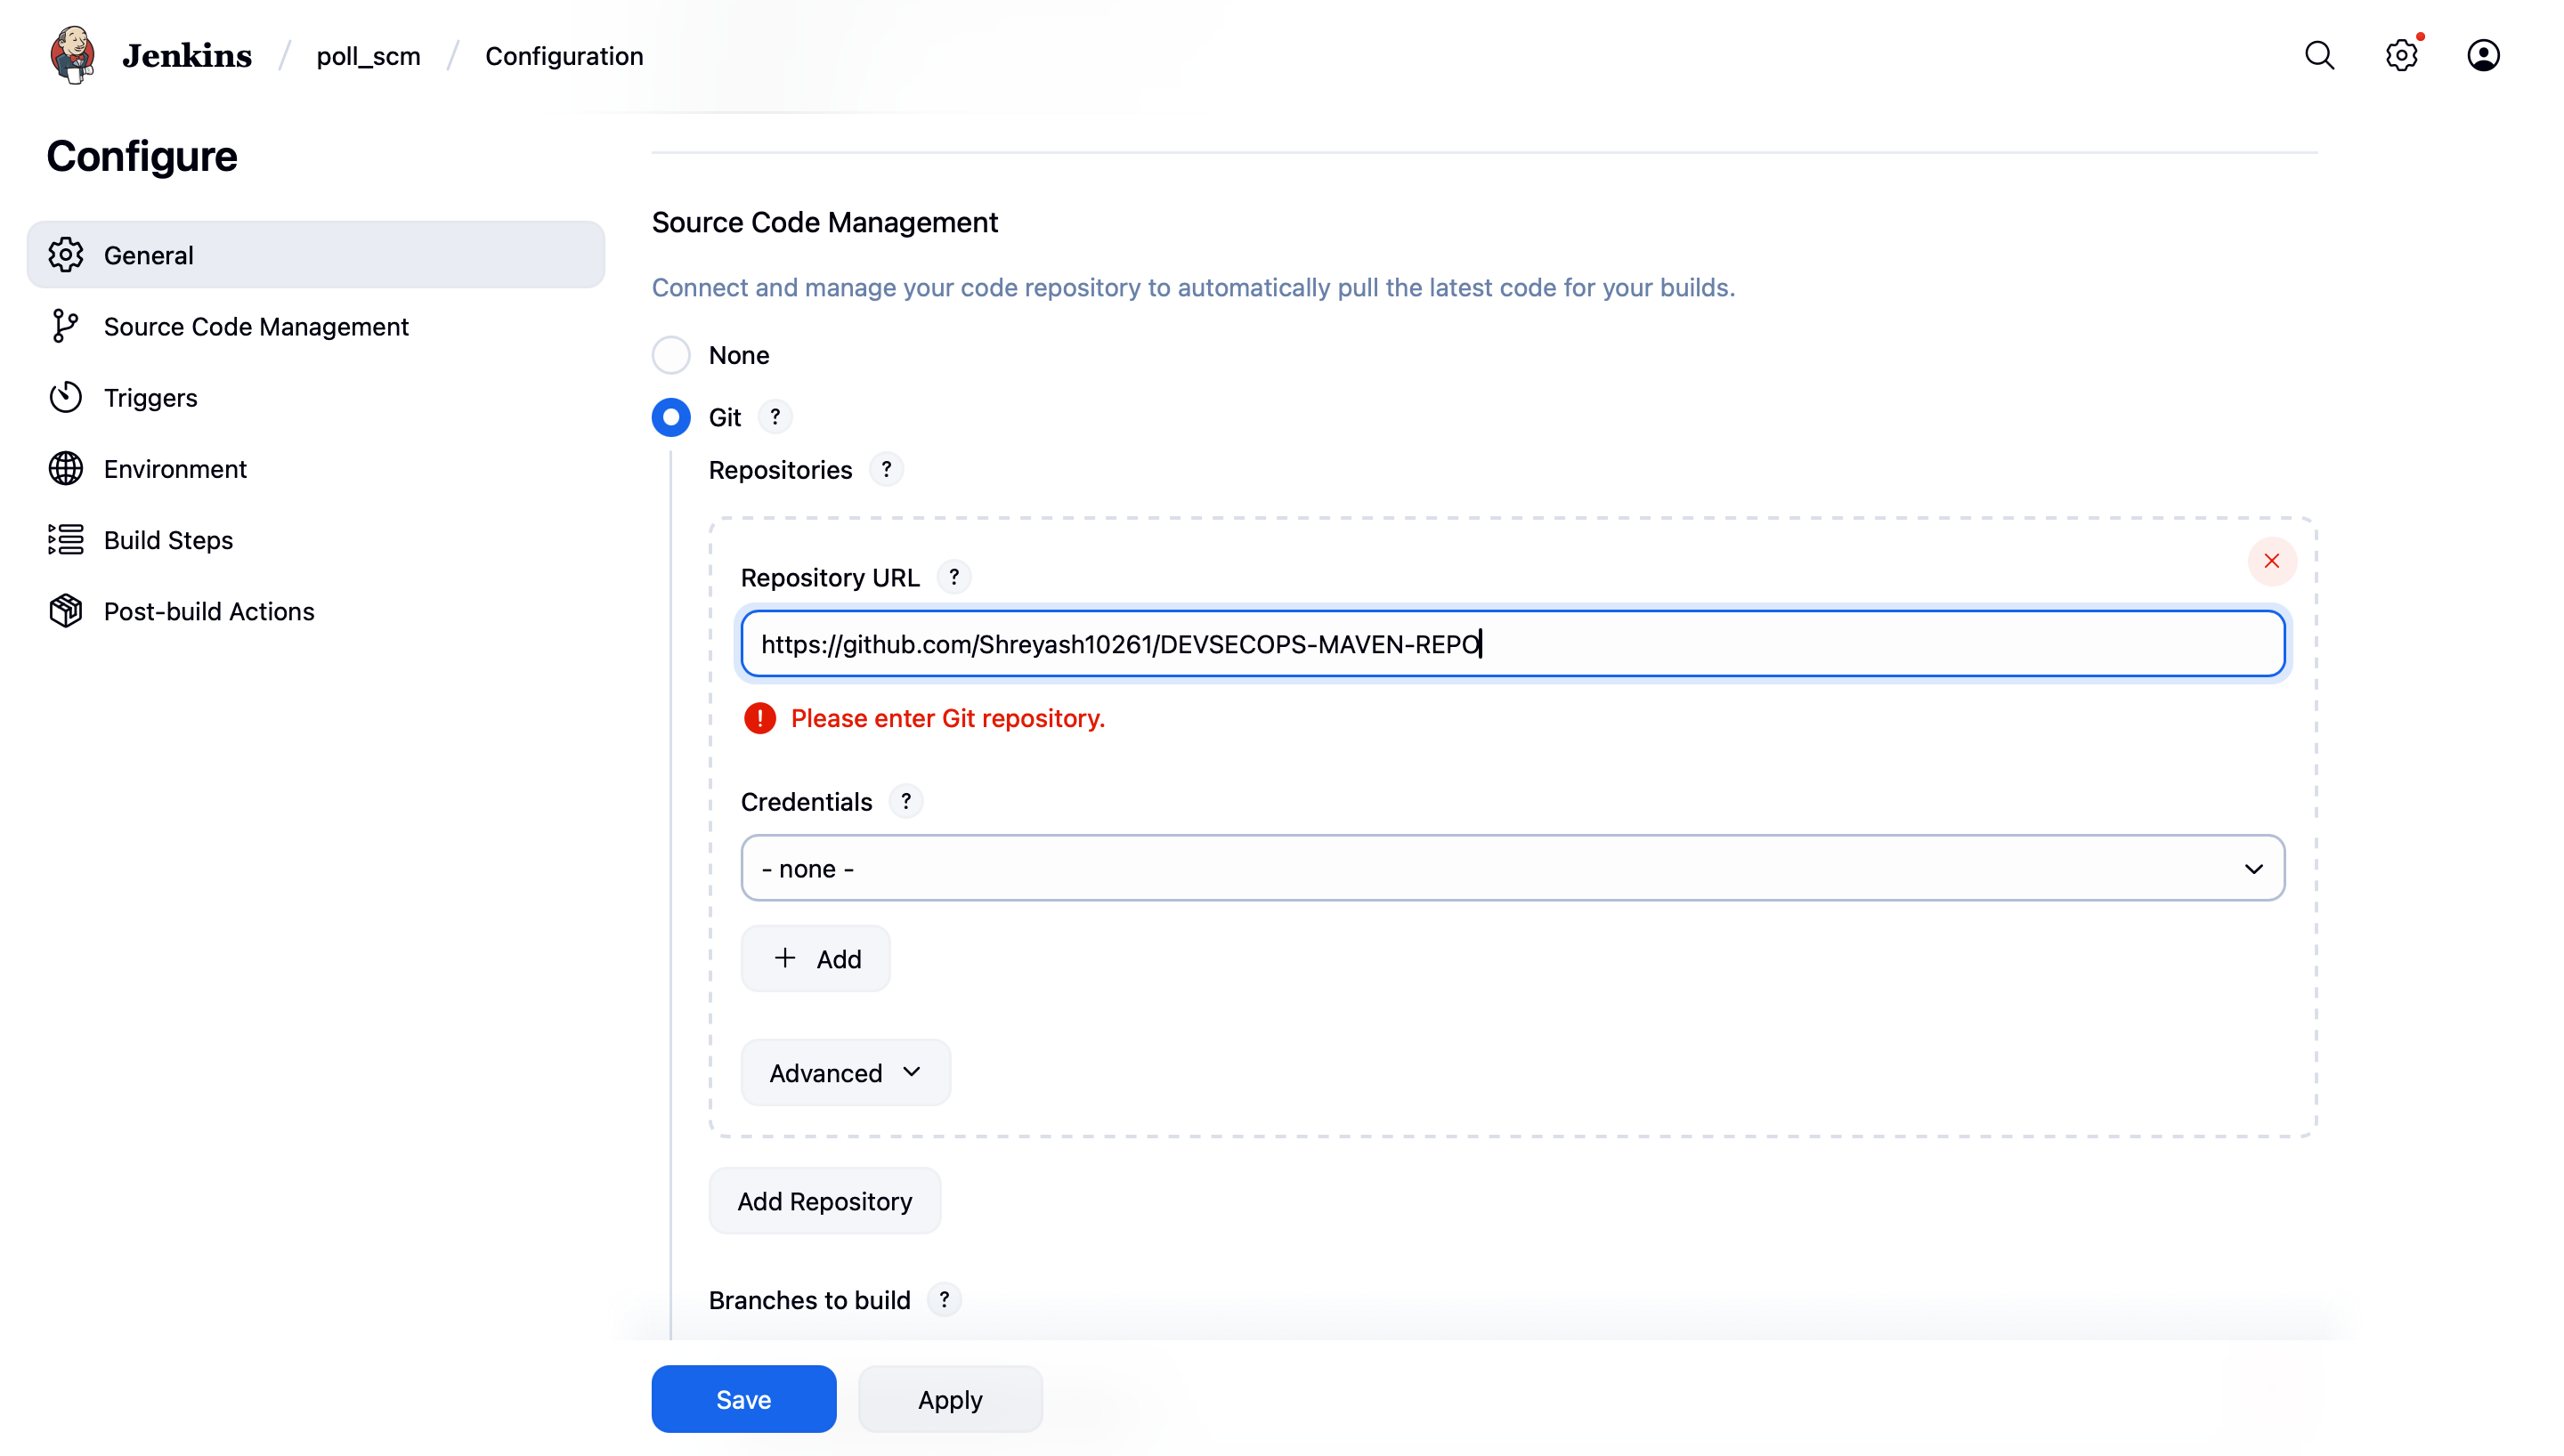 Jenkins / poll_scm / Configuration
Configure
General
Source Code Management
Triggers
Environment
Build Steps
Post-build Actions
Source Code Management
Connect and manage your code repository to automatically pull the latest code for your builds.
None
Git ?
Repositories ?
Repository URL ?
https://github.com/Shreyash10261/DEVSECOPS-MAVEN-REPO
! Please enter Git repository.
Credentials ?
- none -
+ Add
Advanced
Add Repository
Branches to build ?
Save Apply